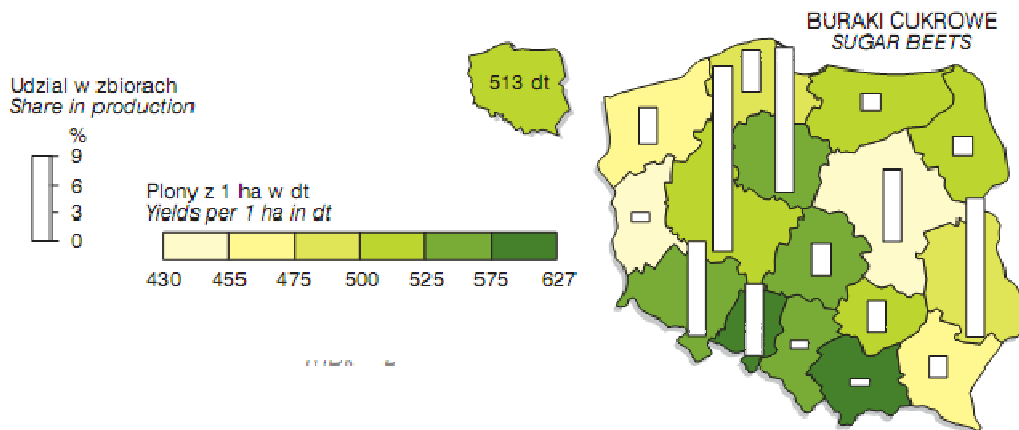 BURAKI CUKROWE
SUGAR BEETS
513 dt
Udzial w zbiorach
Share in production
%
9
6
3
0
Plony z 1 ha w dt
Yields per 1 ha in dt
430 455 475 500 525 575 627